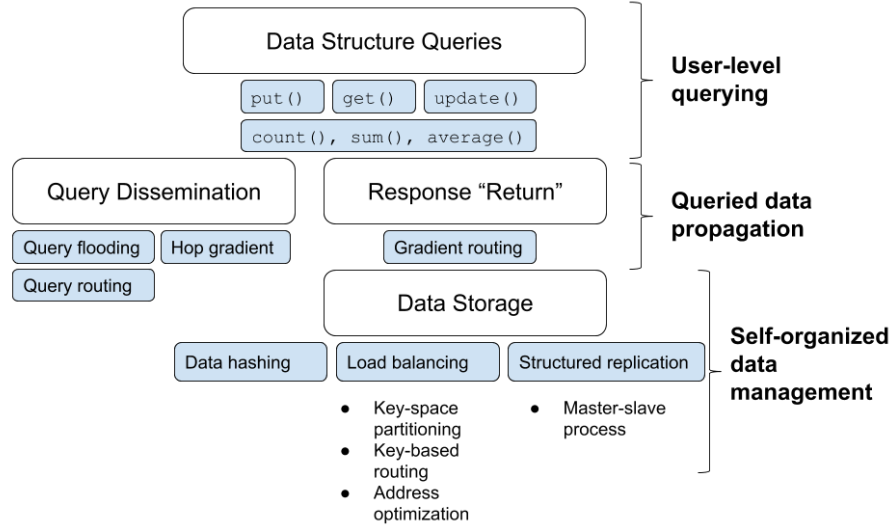 Data Structure Queries
put() get() update()
count(), sum(), average()
User-level
querying
Query Dissemination
Response “Return”
Query flooding Hop gradient
Query routing
Gradient routing
Queried data
propagation
Data Storage
Data hashing
Load balancing
Structured replication
● Key-space
partitioning
● Key-based
routing
● Address
optimization
● Master-slave
process
Self-organized
data
management